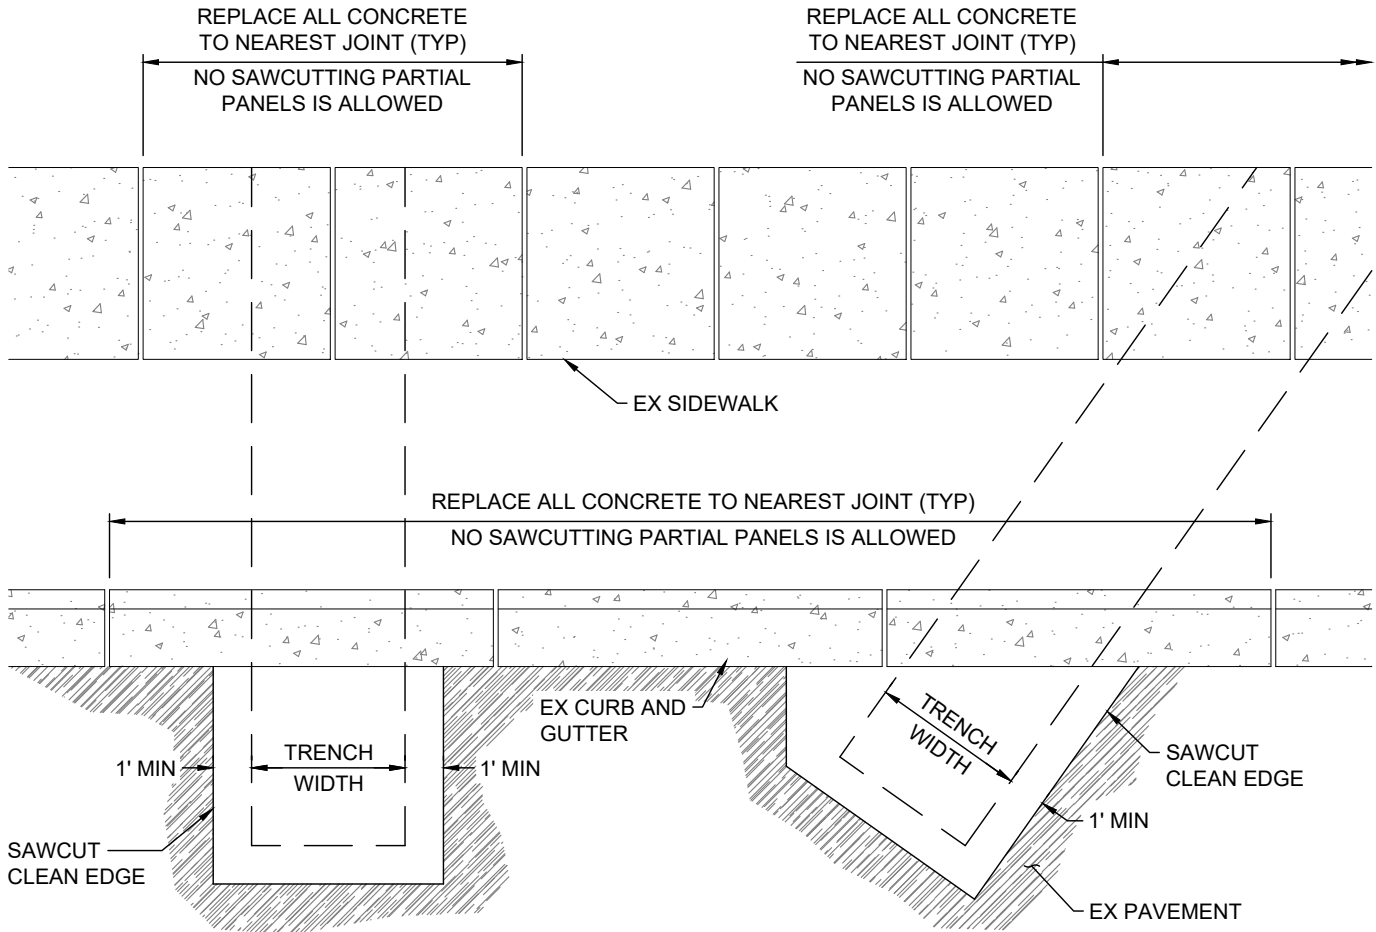 REPLACE ALL CONCRETE
TO NEAREST JOINT (TYP)
NO SAWCUTTING PARTIAL
PANELS IS ALLOWED
REPLACE ALL CONCRETE
TO NEAREST JOINT (TYP)
NO SAWCUTTING PARTIAL
PANELS IS ALLOWED
EX SIDEWALK
REPLACE ALL CONCRETE TO NEAREST JOINT (TYP)
NO SAWCUTTING PARTIAL PANELS IS ALLOWED
EX CURB AND
GUTTER
1' MIN
TRENCH
WIDTH
1' MIN
TRENCH
WIDTH
SAWCUT
CLEAN EDGE
1' MIN
SAWCUT
CLEAN EDGE
EX PAVEMENT